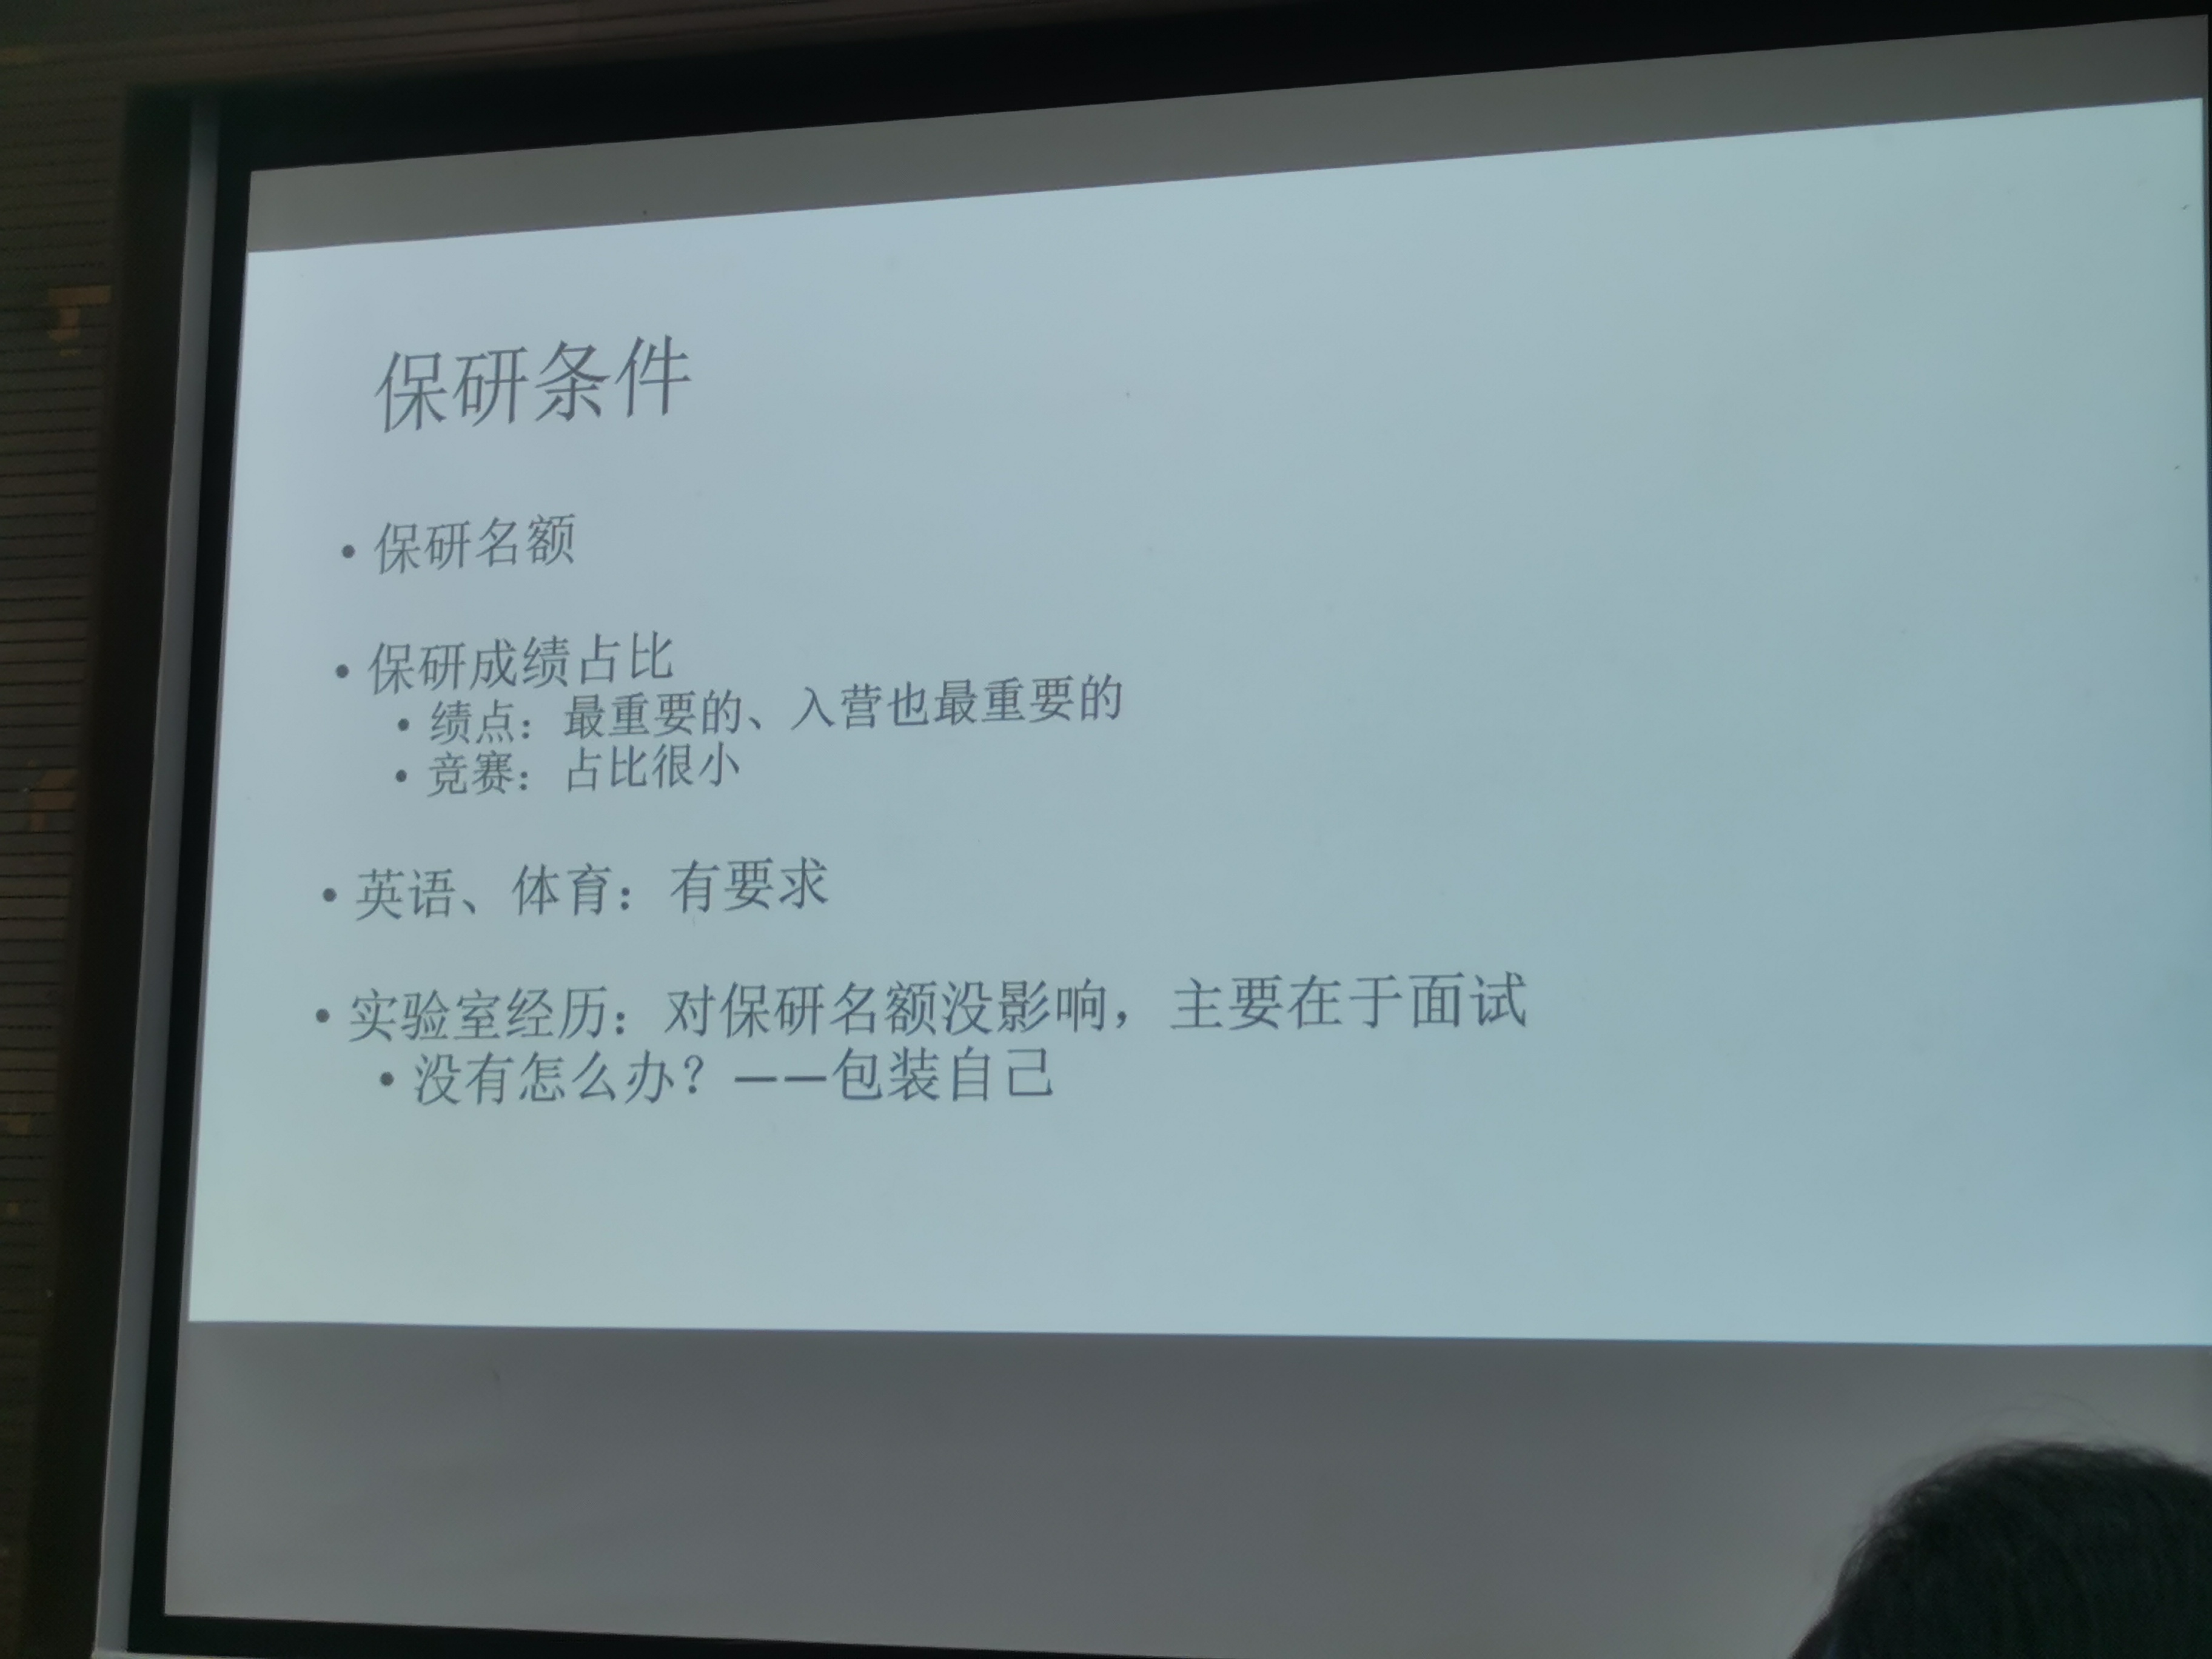 保研条件
• 保研名额
• 保研成绩占比
• 绩点：最重要的、入营也最重要的
• 竞赛：占比很小
• 英语、体育：有要求
• 实验室经历：对保研名额没影响，主要在于面试
• 没有怎么办？——包装自己